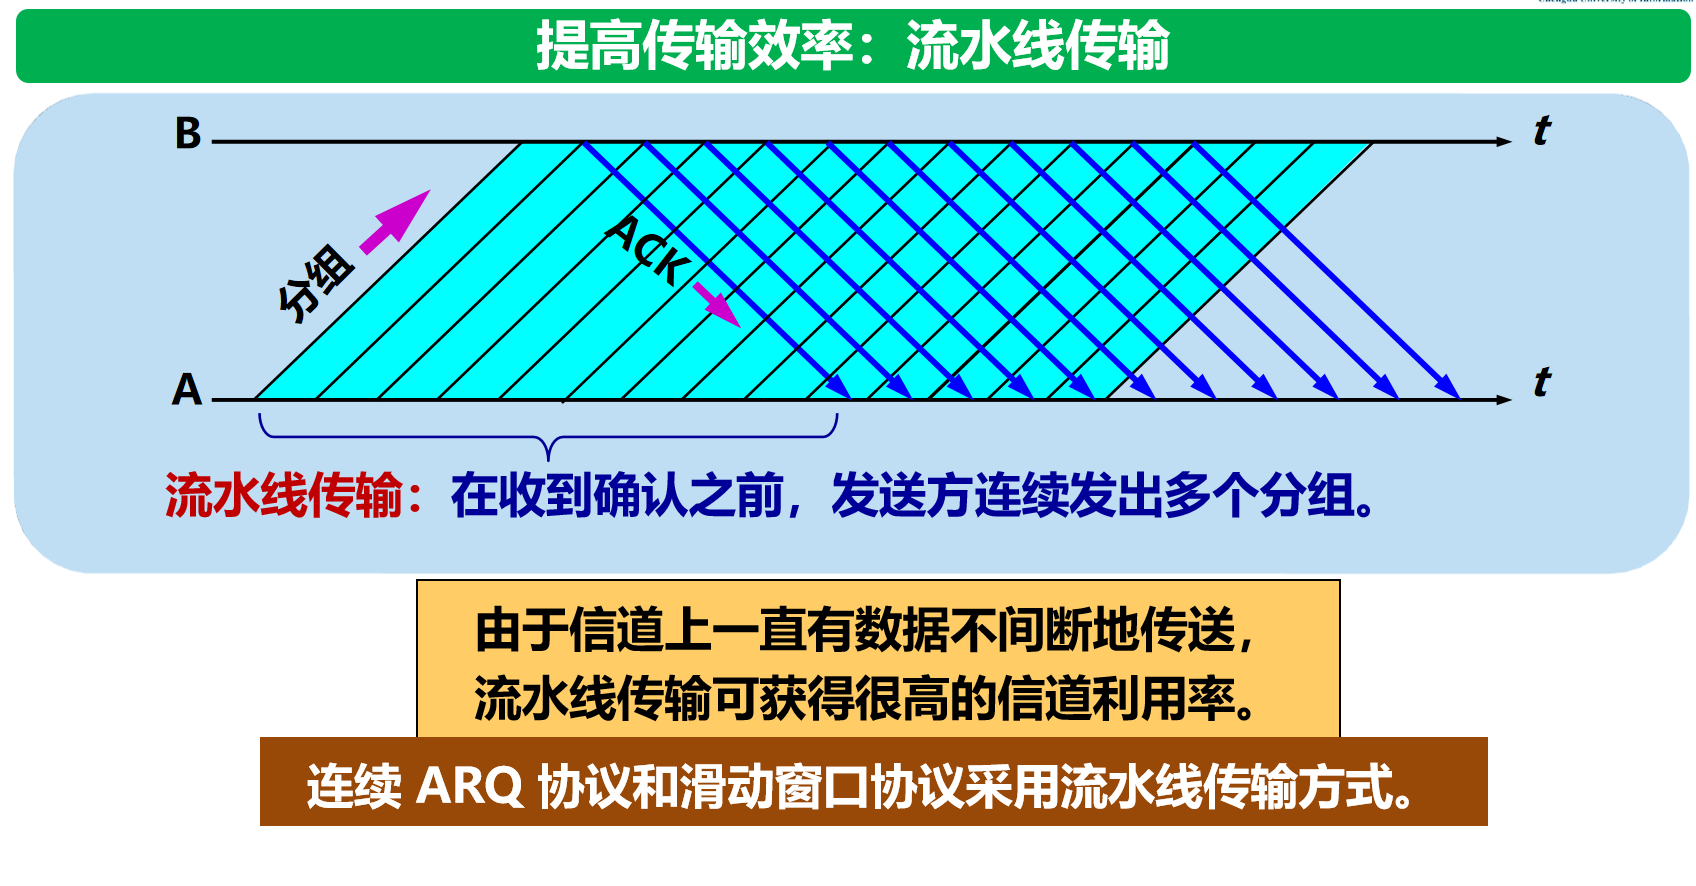 Chengdu University of Information
提高传输效率：流水线传输
B
t
分组
ACK
A
t
流水线传输：在收到确认之前，发送方连续发出多个分组。
由于信道上一直有数据不间断地传送，
流水线传输可获得很高的信道利用率。
连续 ARQ 协议和滑动窗口协议采用流水线传输方式。